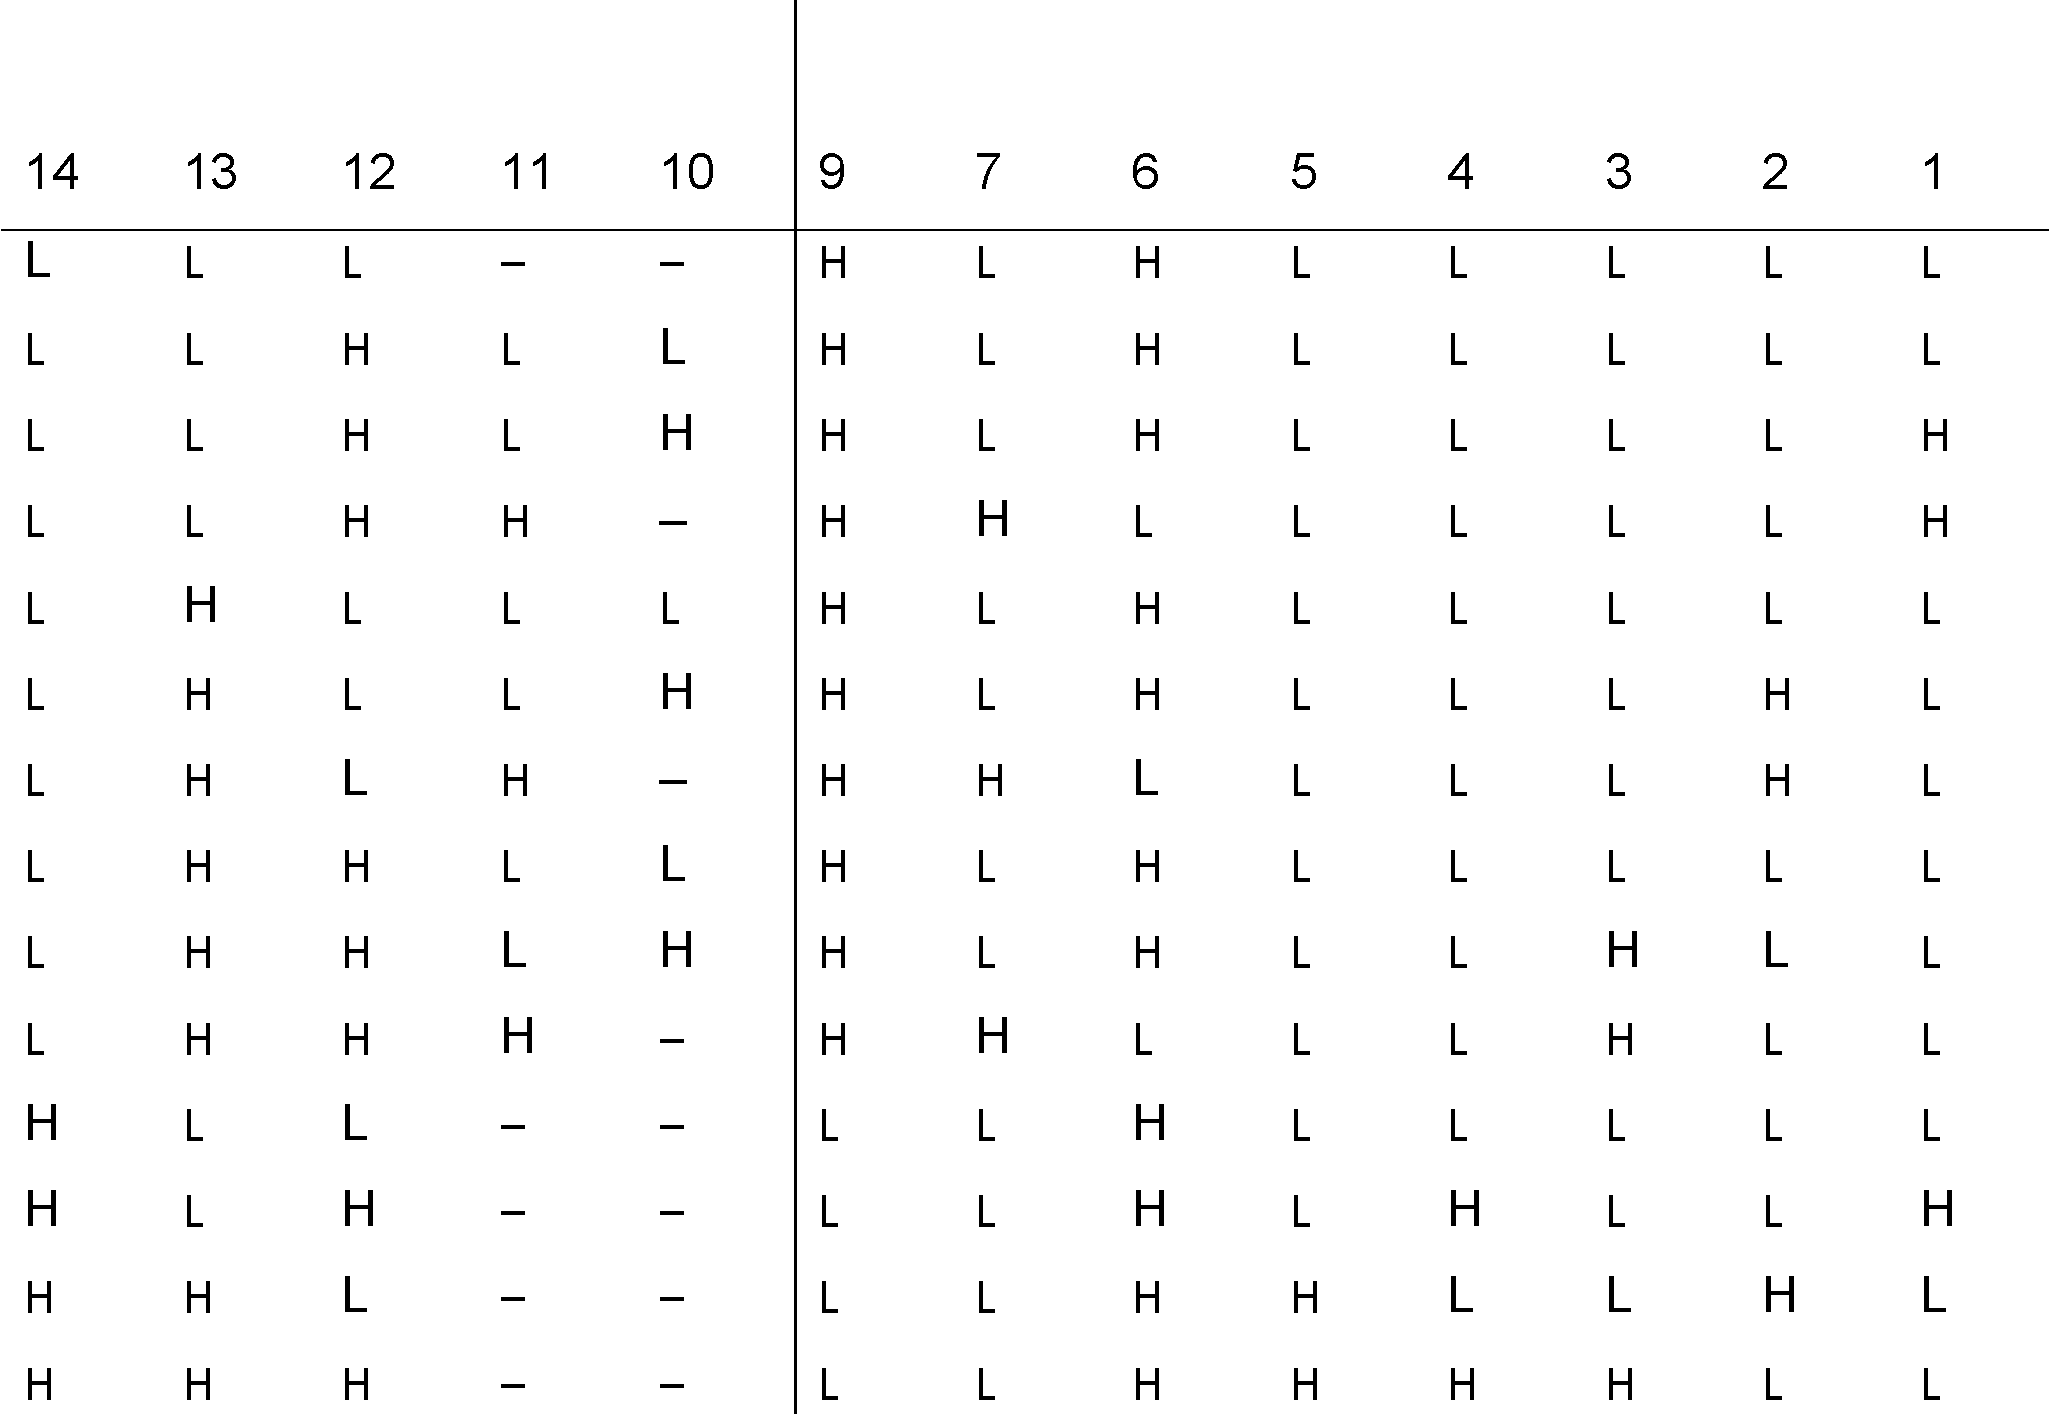 14 13 12 11 10 9 7 6 5 4 3 2 1
L L L – – H L H L L L L L
L L H L L H L H L L L L L
L L H L H H L H L L L L H
L L H H – H H L L L L L H
L H L L L H L H L L L L L
L H L L H H L H L L L H L
L H L H – H H L L L L H L
L H H L L H L H L L L L L
L H H L H H L H L L H L L
L H H H – H H L L L H L L
H L L – – L L H L L L L L
H L H – – L L H L H L L H
H H L – – L L H H L L H L
H H H – – L L H H H H L L